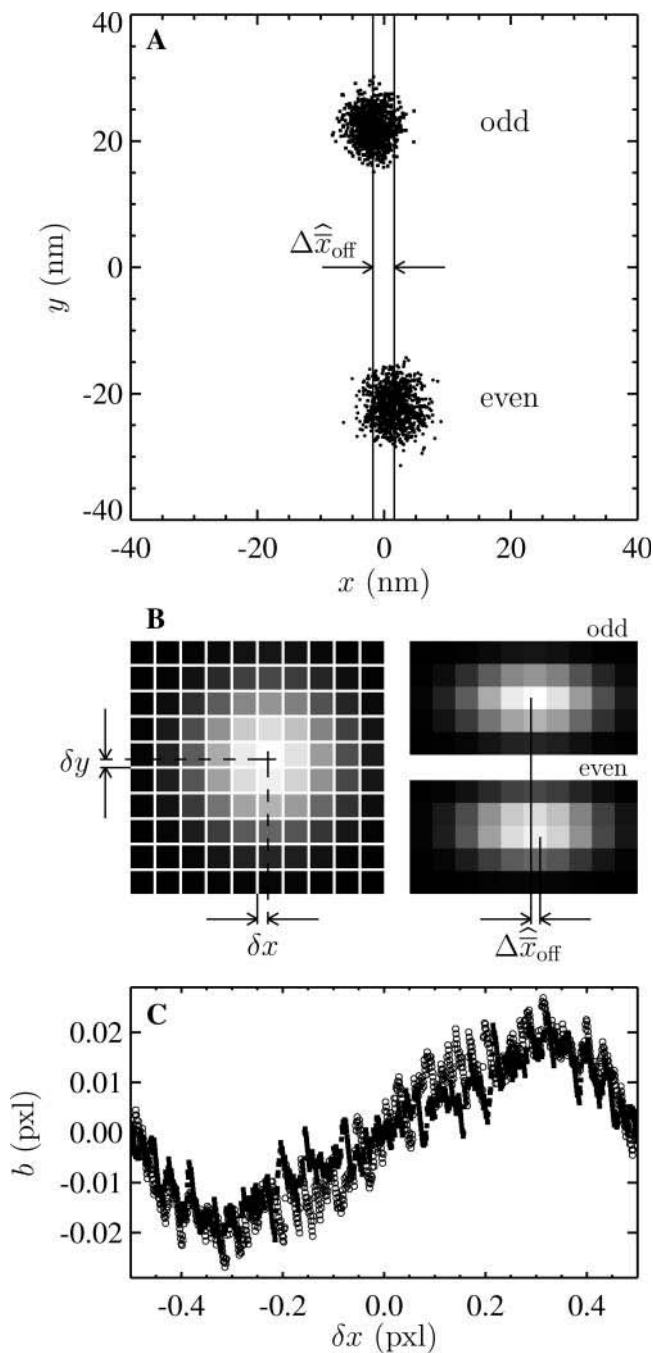 A
40
20
0
-20
-40
y (nm)
odd
Δx̿̂off
even
-40 -20 0 20 40
x (nm)
B
odd
even
δy
δx
Δx̿̂off
C
0.02
0.01
0.00
-0.01
-0.02
b (pxl)
-0.4 -0.2 0.0 0.2 0.4
δx (pxl)